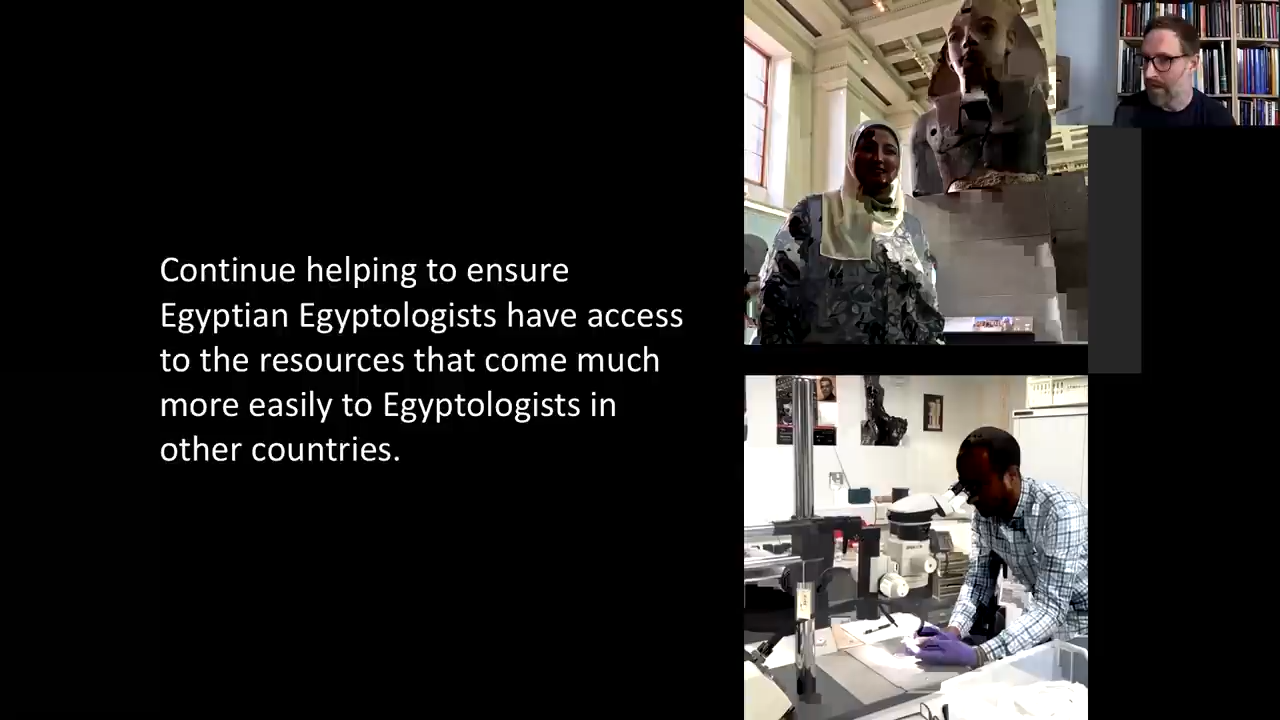 Continue helping to ensure
Egyptian Egyptologists have access
to the resources that come much
more easily to Egyptologists in
other countries.